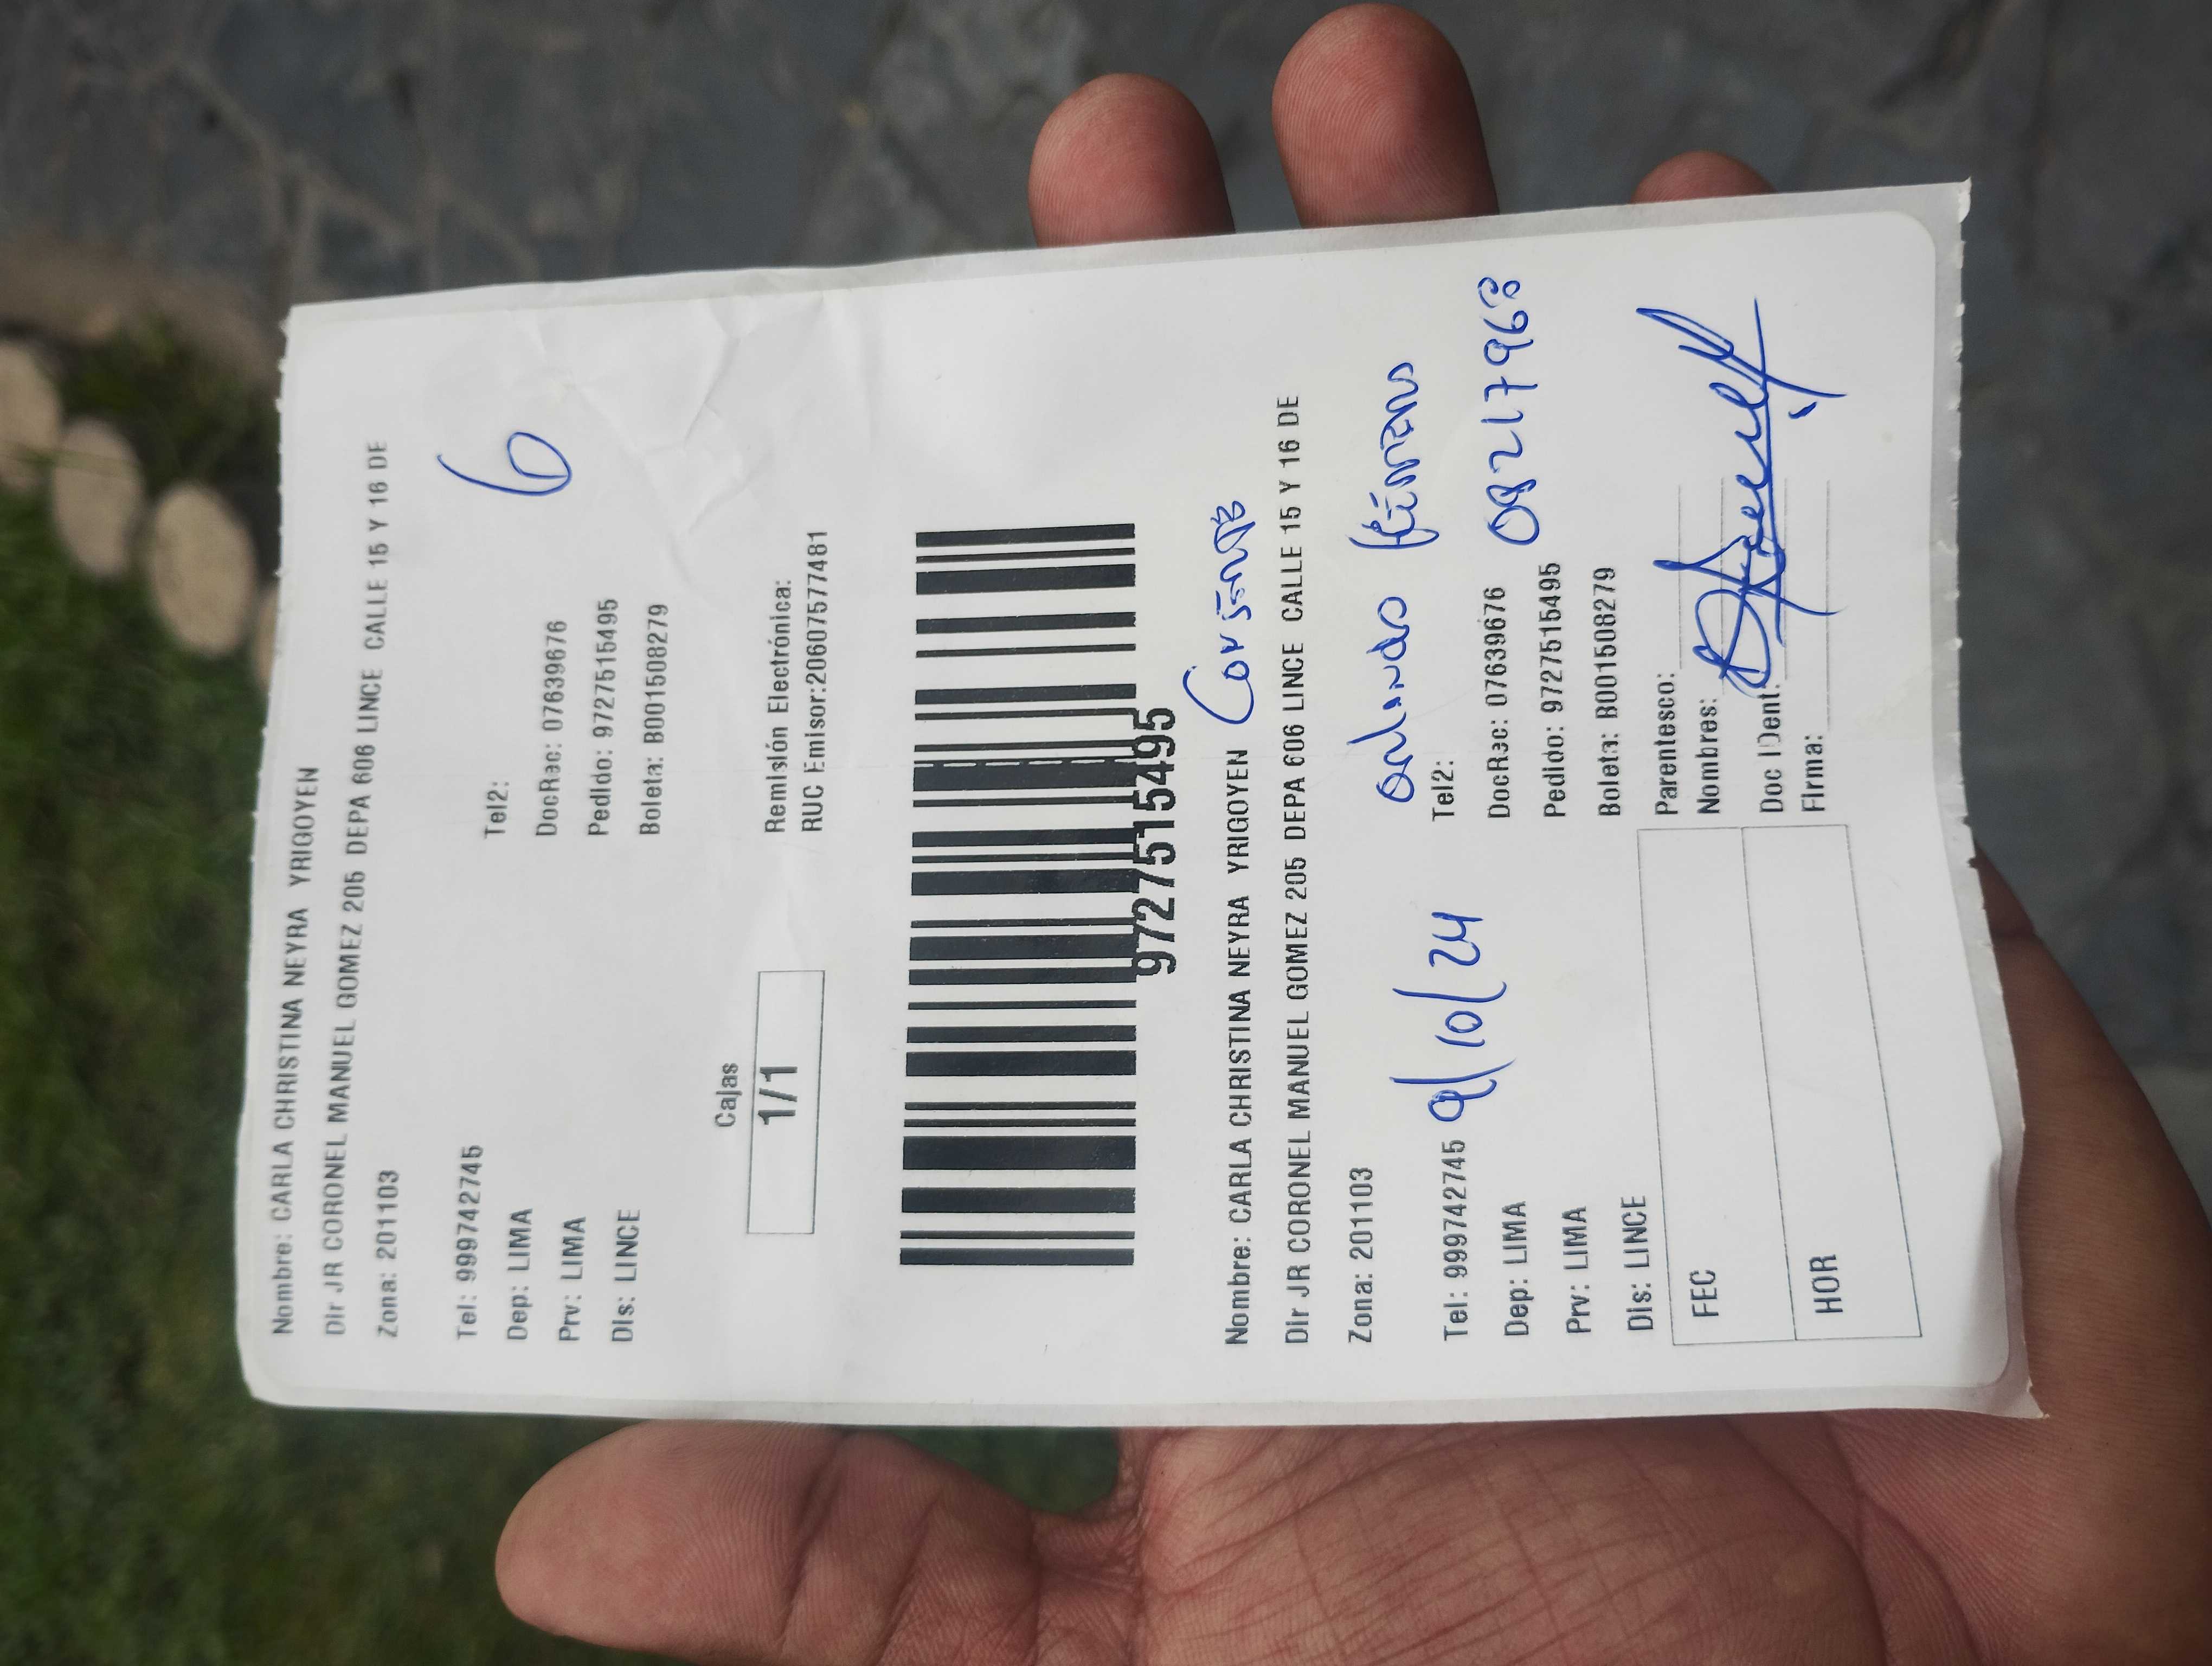 Nombre: CARLA CHRISTINA NEYRA YRIGOYEN
Dir JR CORONEL MANUEL GOMEZ 205 DEPA 606 LINCE CALLE 15 Y 16 DE
Zona: 201103
6
Tel: 999742745 Tel2:
Dep: LIMA DocRec: 07639676
Prv: LIMA Pedido: 9727515495
Dis: LINCE Boleta: B001508279
Cajas
1/1
Remisión Electrónica:
RUC Emisor:20607577481
9727515495
Nombre: CARLA CHRISTINA NEYRA YRIGOYEN
Dir JR CORONEL MANUEL GOMEZ 205 DEPA 606 LINCE CALLE 15 Y 16 DE
Zona: 201103
Orlando
Tel: 999742745 9/10/24 Tel2:
Dep: LIMA DocRec: 07639676 08217968
Prv: LIMA Pedido: 9727515495
Dis: LINCE Boleta: B001508279
FEC
HOR
Parentesco:
Nombres:
Doc IDent:
Firma: